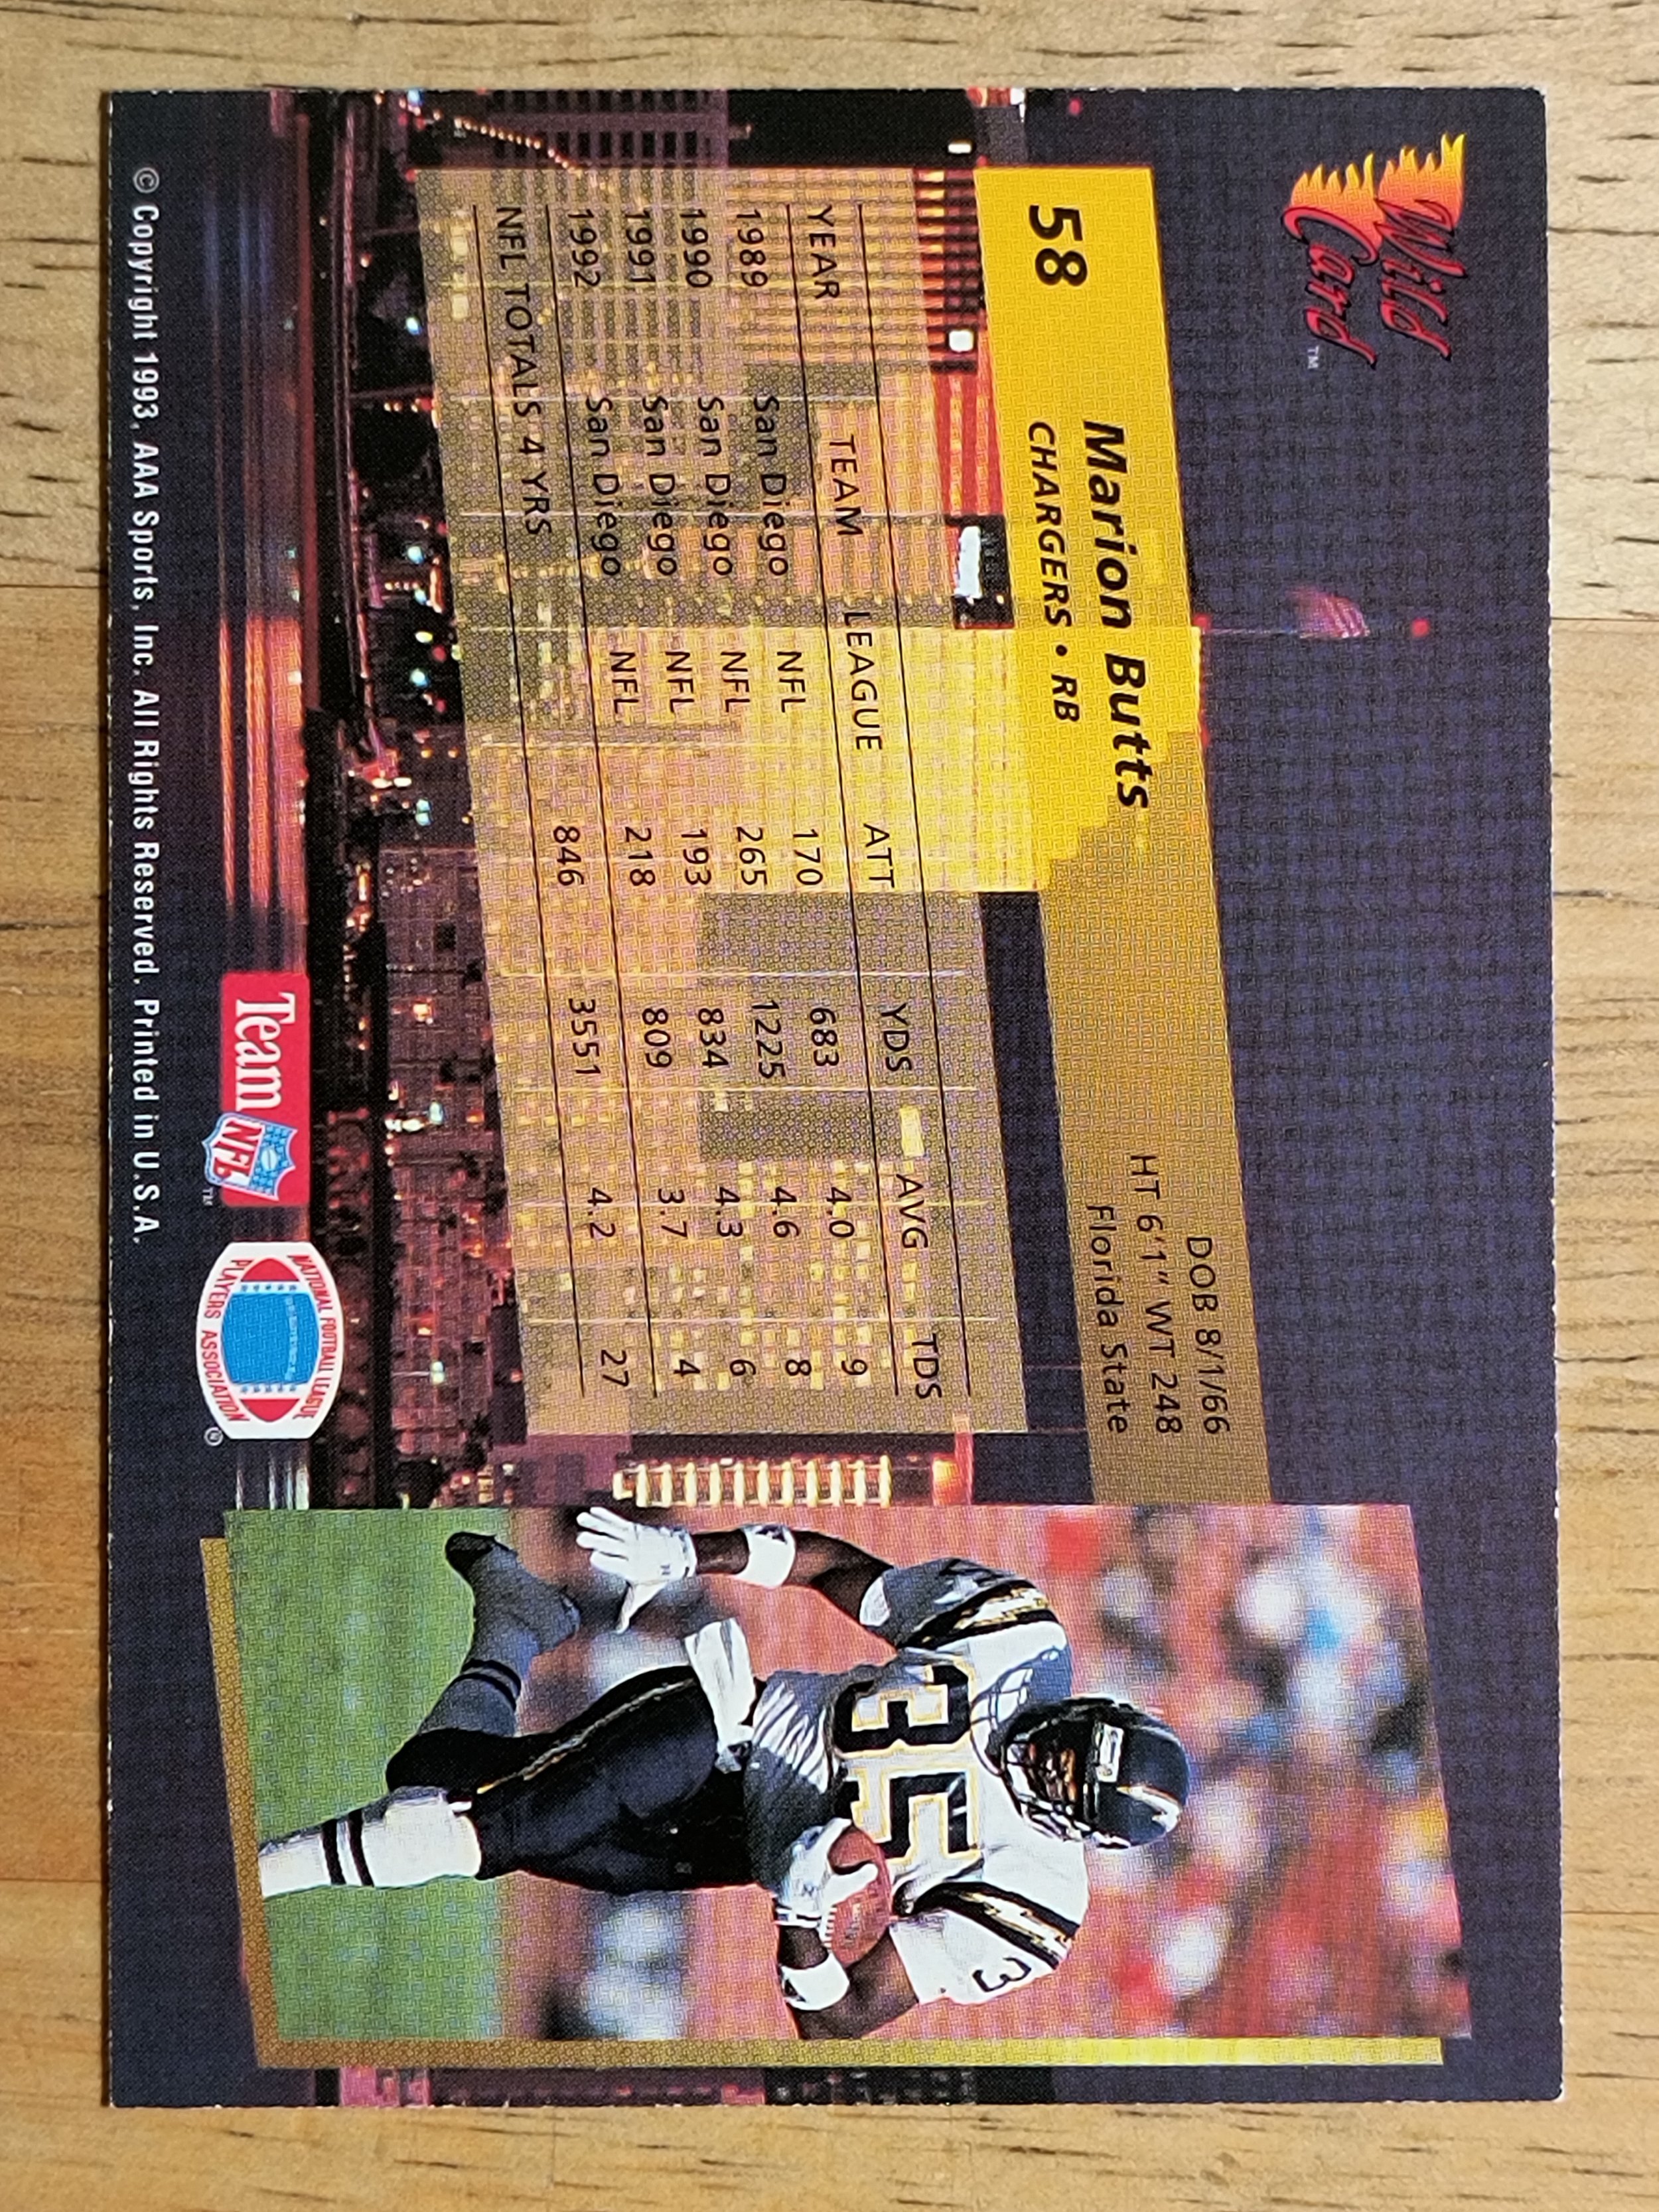 Wild
Card™
58 Marion Butts
CHARGERS • RB
DOB 8/1/66
HT 6'1" WT 248
Florida State
YEAR TEAM LEAGUE ATT YDS AVG TDS
1989 San Diego NFL 170 683 4.0 9
1990 San Diego NFL 265 1225 4.6 8
1991 San Diego NFL 193 834 4.3 6
1992 San Diego NFL 218 809 3.7 4
NFL TOTALS 4 YRS 846 3551 4.2 27
35
3
Team NFL™
NATIONAL FOOTBALL LEAGUE
PLAYERS ASSOCIATION
®
© Copyright 1993, AAA Sports, Inc. All Rights Reserved. Printed in U.S.A.